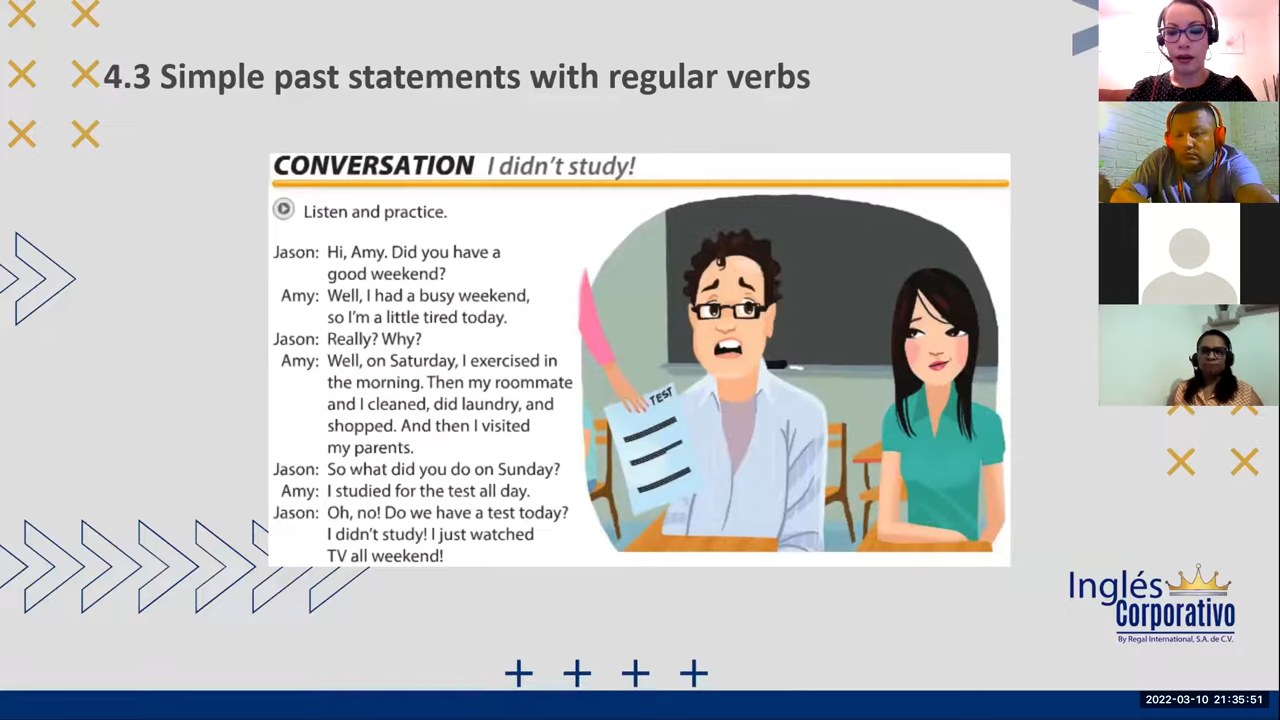 4.3 Simple past statements with regular verbs
CONVERSATION I didn't study!
Listen and practice.
Jason: Hi, Amy. Did you have a
good weekend?
Amy: Well, I had a busy weekend,
so I'm a little tired today.
Jason: Really? Why?
Amy: Well, on Saturday, I exercised in
the morning. Then my roommate
and I cleaned, did laundry, and
shopped. And then I visited
my parents.
Jason: So what did you do on Sunday?
Amy: I studied for the test all day.
Jason: Oh, no! Do we have a test today?
I didn't study! I just watched
TV all weekend!
TEST
Inglés
Corporativo
By Regal International, S.A. de C.V.
2022-03-10 21:35:51